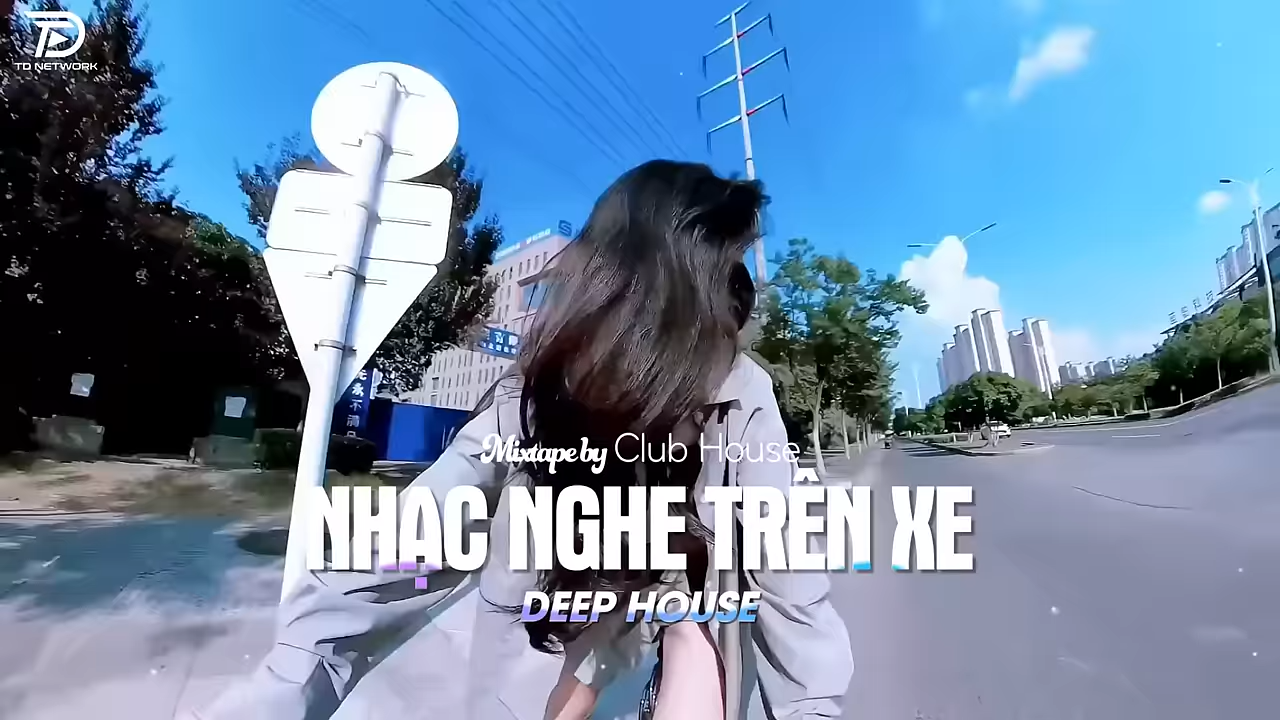 TD NETWORK
Mixtape by Club House
NHẠC NGHE TRÊN XE
DEEP HOUSE